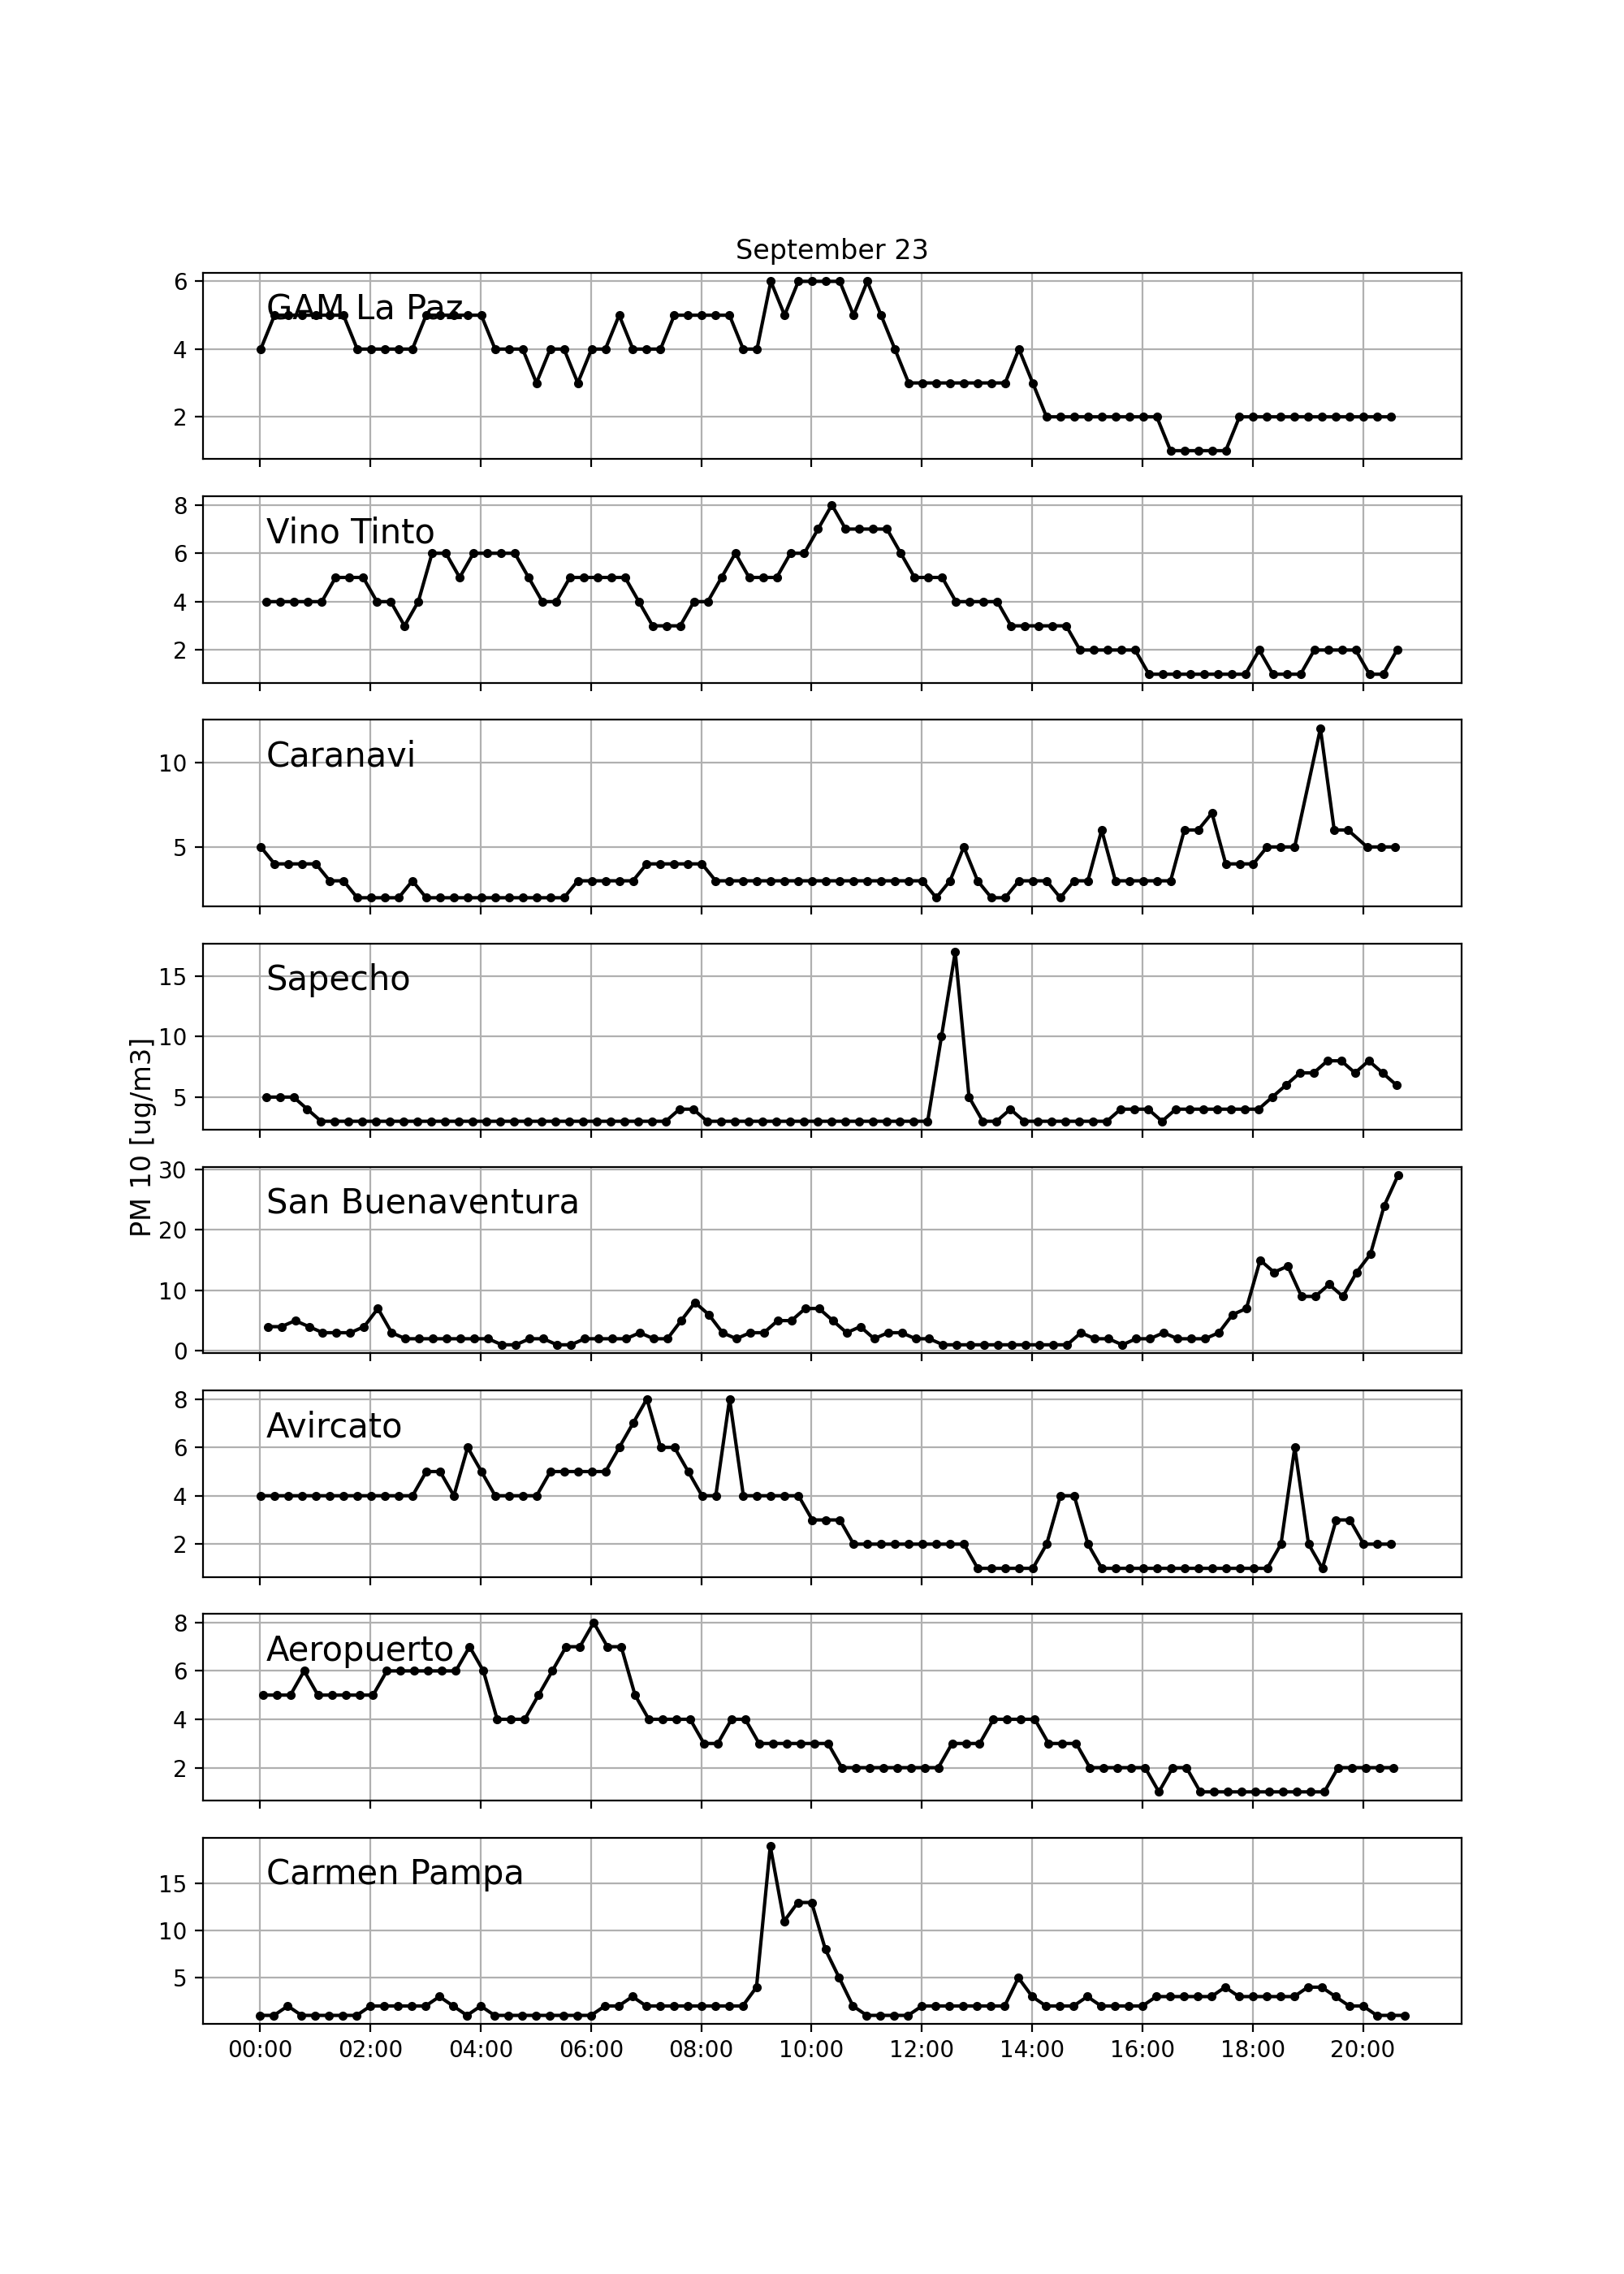 September 23
6
GAM La Paz
4
2
8
Vino Tinto
6
4
2
Caranavi
10
5
Sapecho
15
10
5
PM 10 [ug/m3]
30
San Buenaventura
20
10
0
8
Avircato
6
4
2
8
Aeropuerto
6
4
2
Carmen Pampa
15
10
5
00:00 02:00 04:00 06:00 08:00 10:00 12:00 14:00 16:00 18:00 20:00